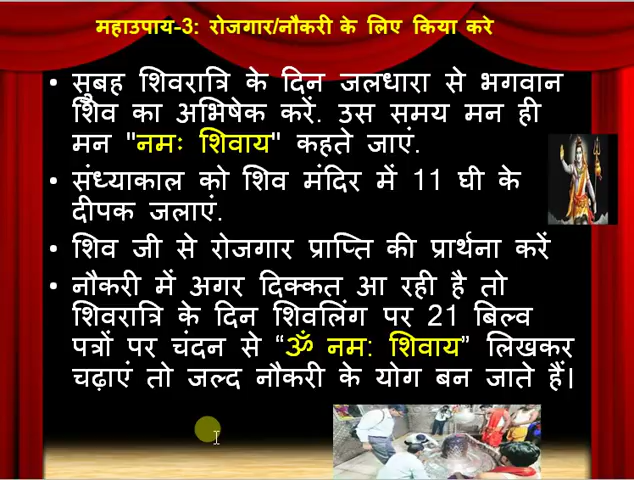 महाउपाय-3: रोजगार/नौकरी के लिए किया करे
• सुबह शिवरात्रि के दिन जलधारा से भगवान
शिव का अभिषेक करें. उस समय मन ही
मन "नमः शिवाय" कहते जाएं.
• संध्याकाल को शिव मंदिर में 11 घी के
दीपक जलाएं.
• शिव जी से रोजगार प्राप्ति की प्रार्थना करें
• नौकरी में अगर दिक्कत आ रही है तो
शिवरात्रि के दिन शिवलिंग पर 21 बिल्व
पत्रों पर चंदन से “ॐ नम: शिवाय” लिखकर
चढ़ाएं तो जल्द नौकरी के योग बन जाते हैं।